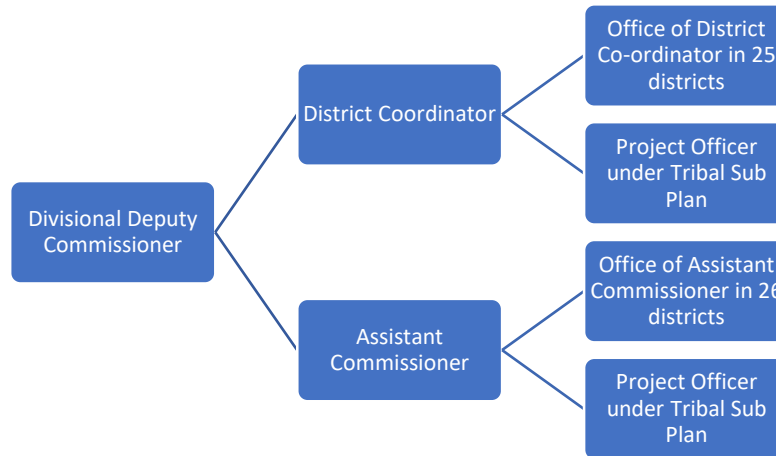 Divisional Deputy
Commissioner
District Coordinator
Office of District
Co-ordinator in 25
districts
Project Officer
under Tribal Sub
Plan
Assistant
Commissioner
Office of Assistant
Commissioner in 26
districts
Project Officer
under Tribal Sub
Plan